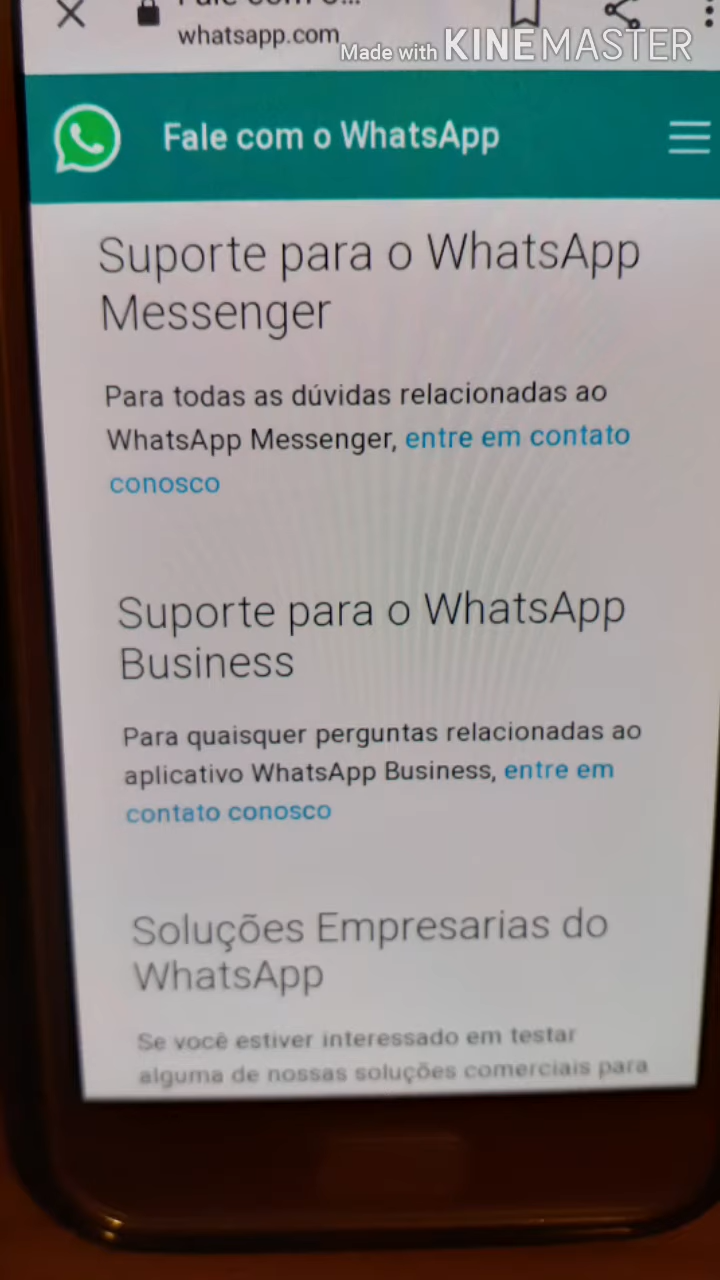 whatsapp.com
Made with KINEMASTER
Fale com o WhatsApp
Suporte para o WhatsApp
Messenger
Para todas as dúvidas relacionadas ao
WhatsApp Messenger, entre em contato
conosco
Suporte para o WhatsApp
Business
Para quaisquer perguntas relacionadas ao
aplicativo WhatsApp Business, entre em
contato conosco
Soluções Empresarias do
WhatsApp
Se você estiver interessado em testar
alguma de nossas soluções comerciais para